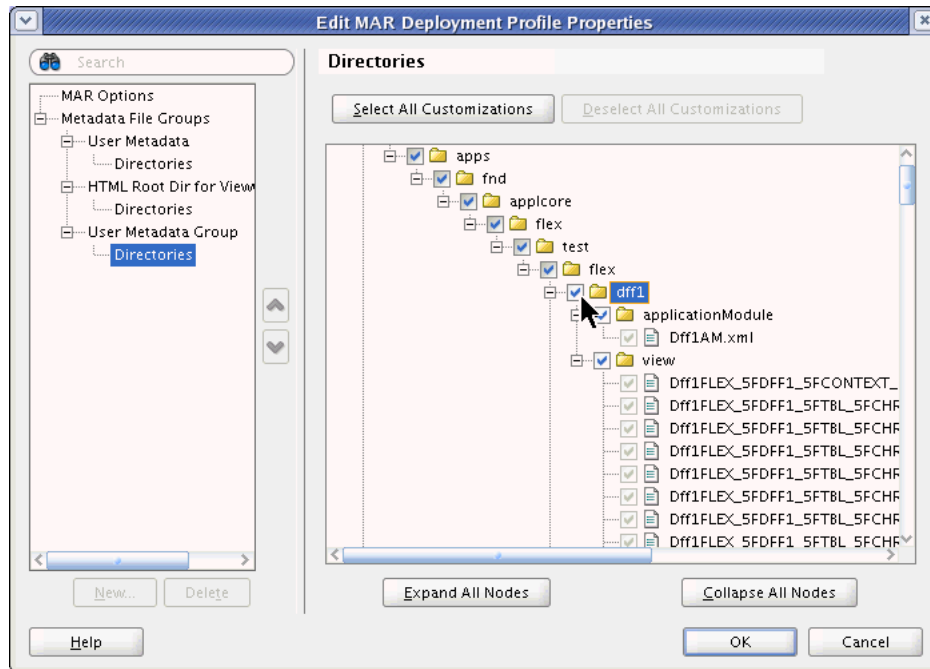 Edit MAR Deployment Profile Properties
Search
MAR Options
Metadata File Groups
User Metadata
Directories
HTML Root Dir for View
Directories
User Metadata Group
Directories
New...
Delete
Directories
Select All Customizations
Deselect All Customizations
apps
fnd
applcore
flex
test
flex
dff1
applicationModule
Dff1AM.xml
view
Dff1FLEX_5FDFF1_5FCONTEXT_
Dff1FLEX_5FDFF1_5FTBL_5FCHR
Dff1FLEX_5FDFF1_5FTBL_5FCHR
Dff1FLEX_5FDFF1_5FTBL_5FCHR
Dff1FLEX_5FDFF1_5FTBL_5FCHR
Dff1FLEX_5FDFF1_5FTBL_5FCHR
Dff1FLEX_5FDFF1_5FTBL_5FCHR
Dff1FLEX_5FDFF1_5FTBL_5FCHR
Expand All Nodes
Collapse All Nodes
Help
OK
Cancel